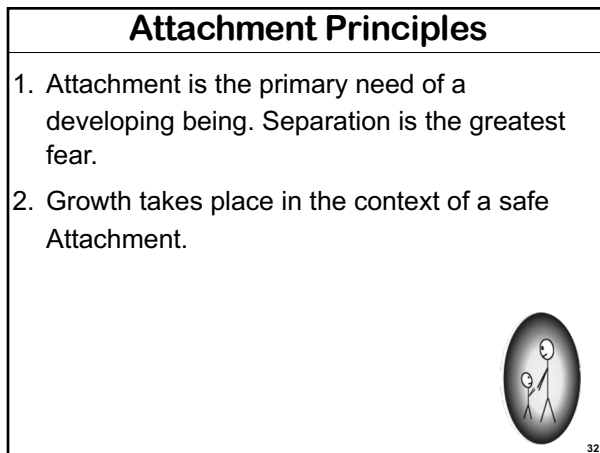 Attachment Principles
1. Attachment is the primary need of a
developing being. Separation is the greatest
fear.
2. Growth takes place in the context of a safe
Attachment.
32